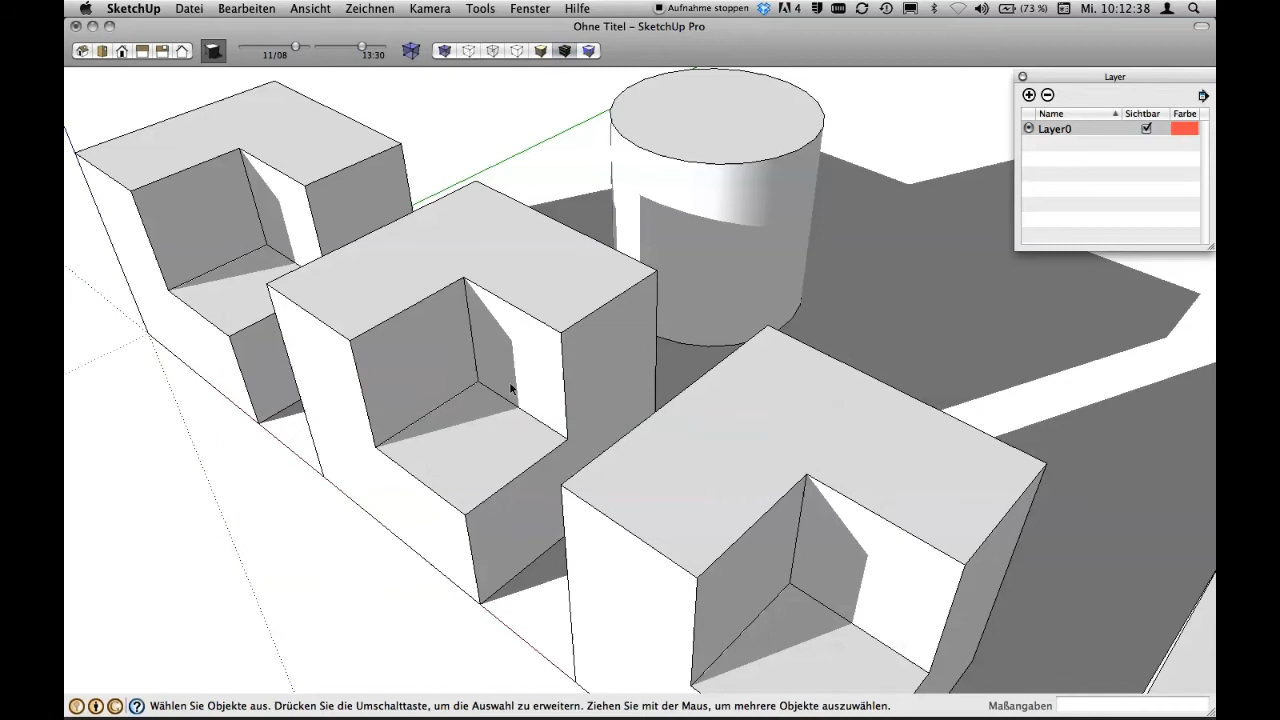 SketchUp Datei Bearbeiten Ansicht Zeichnen Kamera Tools Fenster Hilfe Aufnahme stoppen 4 (73 %) Mi. 10:12:38
Ohne Titel - SketchUp Pro
11/08 13:30
Layer
Name Sichtbar Farbe
Layer0
Wählen Sie Objekte aus. Drücken Sie die Umschalttaste, um die Auswahl zu erweitern. Ziehen Sie mit der Maus, um mehrere Objekte auszuwählen. Maßangaben